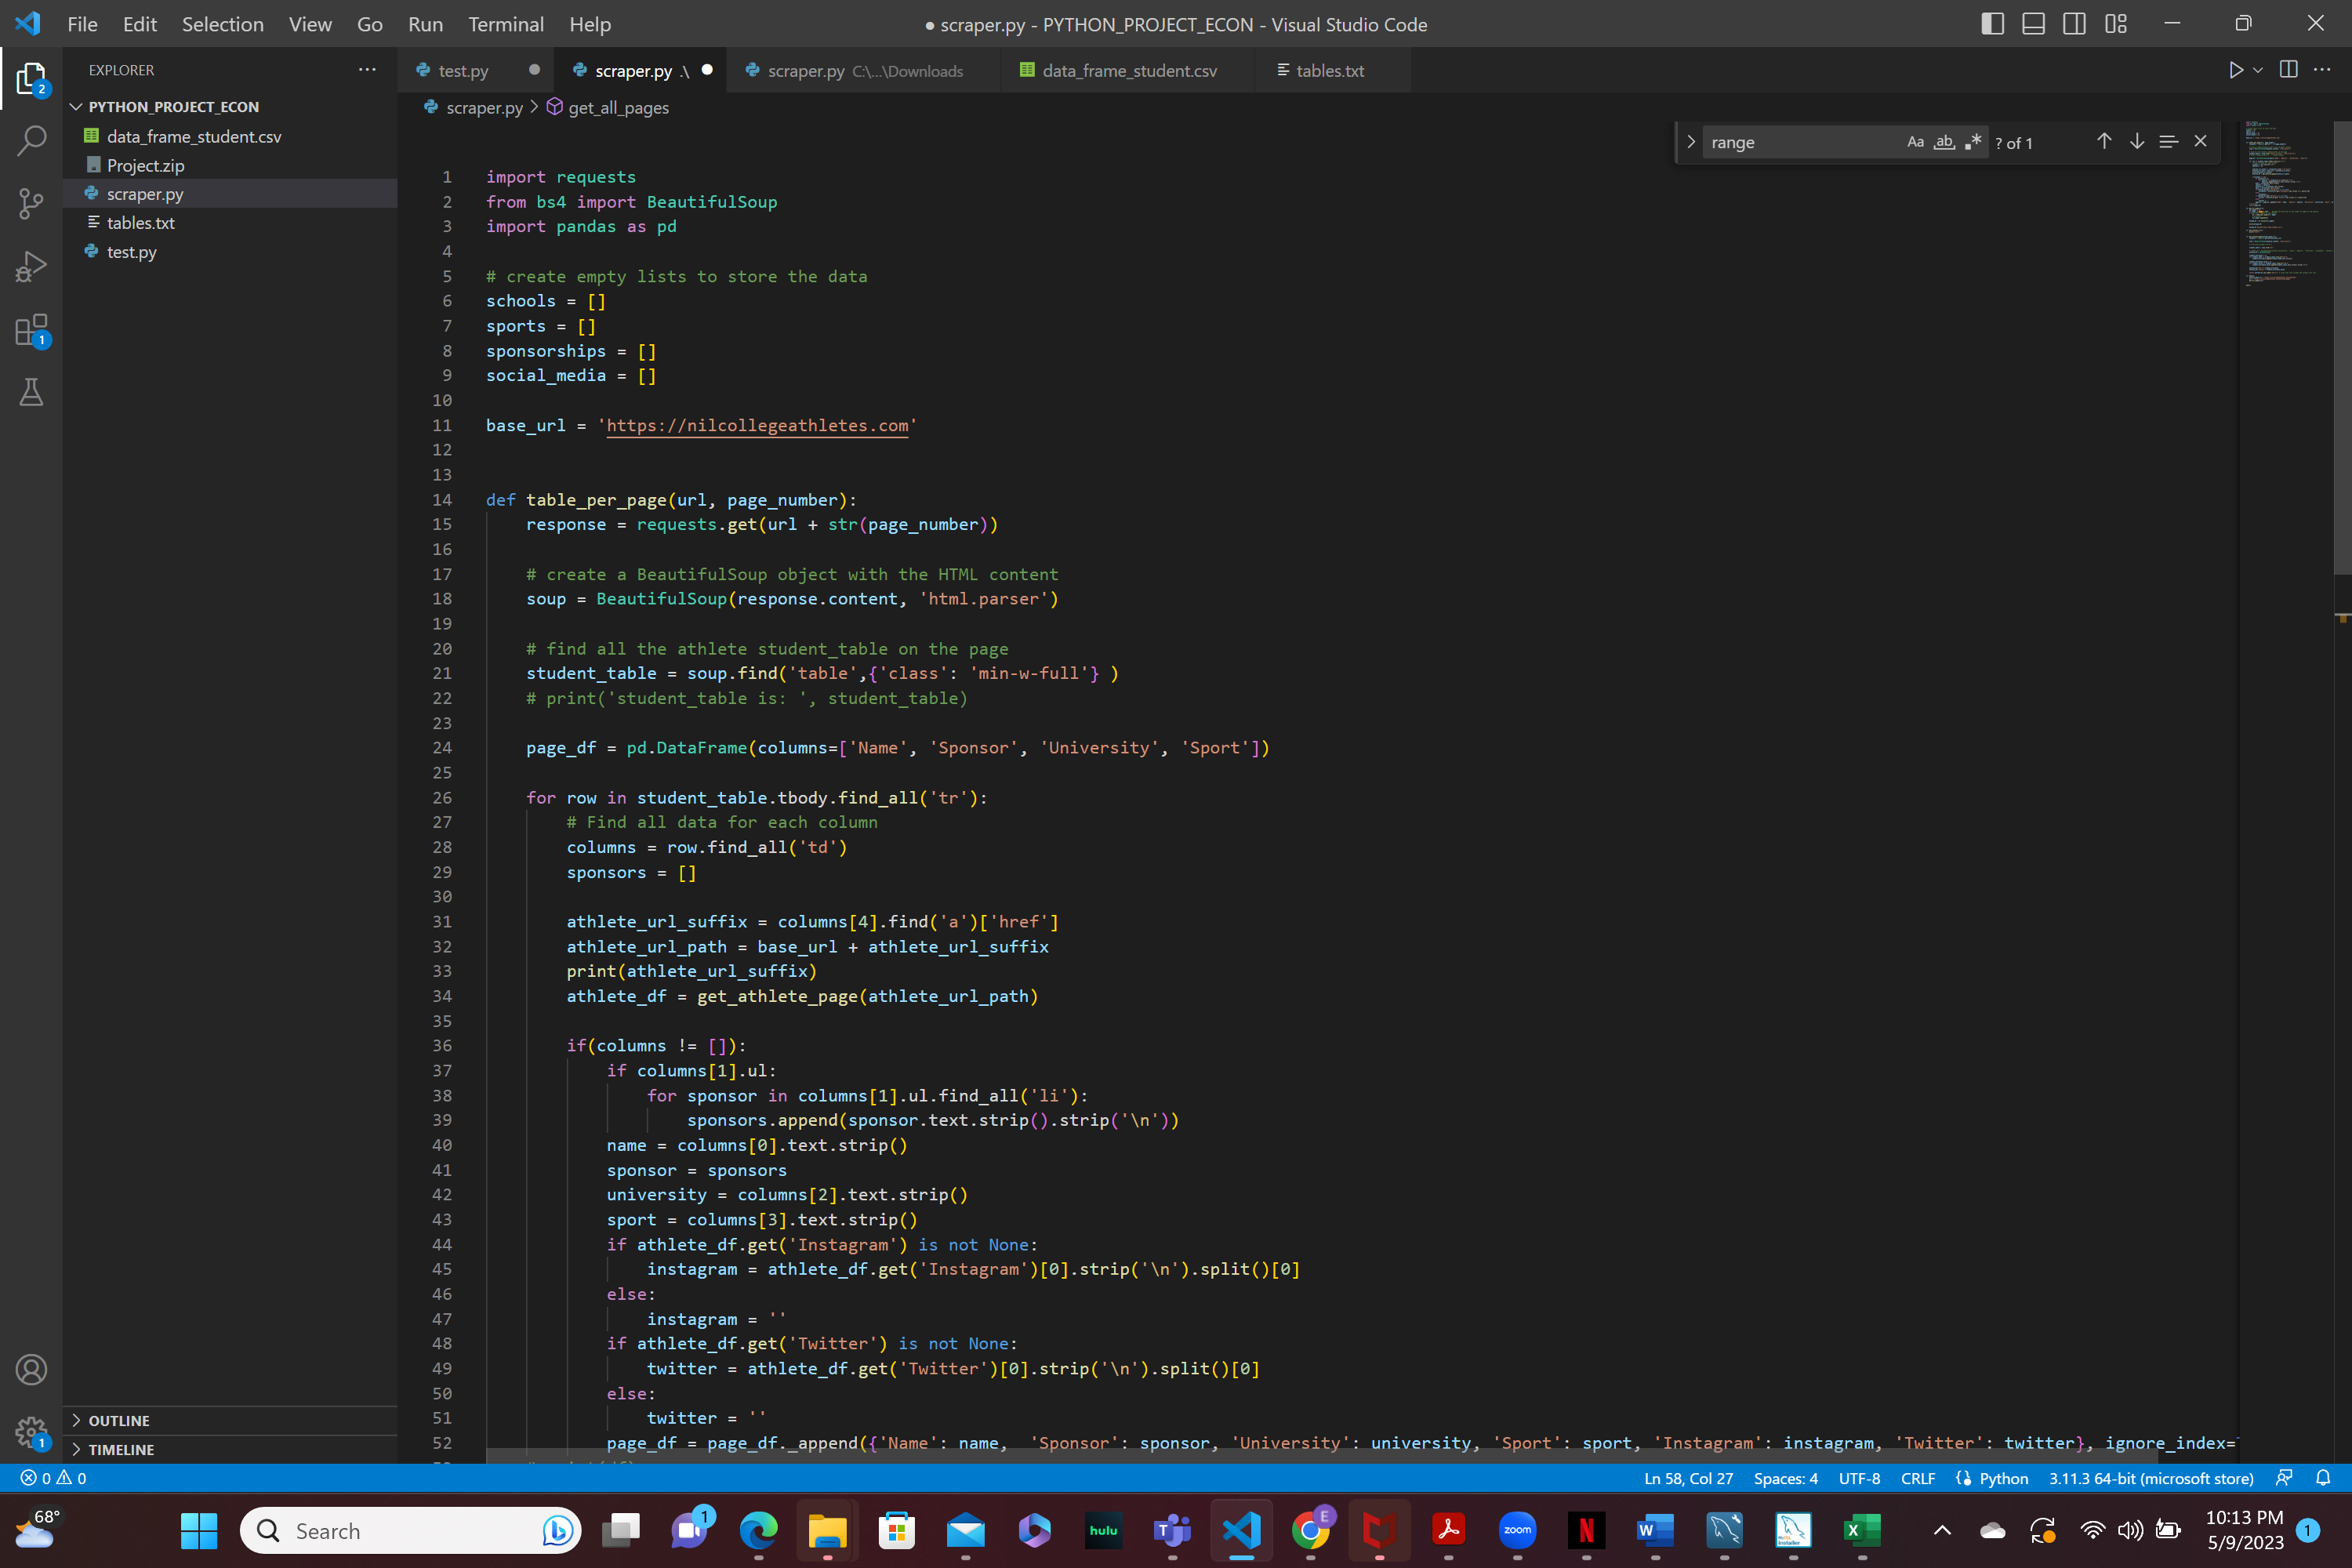 File Edit Selection View Go Run Terminal Help
● scraper.py - PYTHON_PROJECT_ECON - Visual Studio Code
EXPLORER
PYTHON_PROJECT_ECON
data_frame_student.csv
Project.zip
scraper.py
tables.txt
test.py
OUTLINE
TIMELINE
test.py
scraper.py .\
scraper.py C:\...\Downloads
data_frame_student.csv
tables.txt
scraper.py > get_all_pages
range Aa ab .* ? of 1
1 import requests
2 from bs4 import BeautifulSoup
3 import pandas as pd
4
5 # create empty lists to store the data
6 schools = []
7 sports = []
8 sponsorships = []
9 social_media = []
10
11 base_url = 'https://nilcollegeathletes.com'
12
13
14 def table_per_page(url, page_number):
15 response = requests.get(url + str(page_number))
16
17 # create a BeautifulSoup object with the HTML content
18 soup = BeautifulSoup(response.content, 'html.parser')
19
20 # find all the athlete student_table on the page
21 student_table = soup.find('table',{'class': 'min-w-full'} )
22 # print('student_table is: ', student_table)
23
24 page_df = pd.DataFrame(columns=['Name', 'Sponsor', 'University', 'Sport'])
25
26 for row in student_table.tbody.find_all('tr'):
27 # Find all data for each column
28 columns = row.find_all('td')
29 sponsors = []
30
31 athlete_url_suffix = columns[4].find('a')['href']
32 athlete_url_path = base_url + athlete_url_suffix
33 print(athlete_url_suffix)
34 athlete_df = get_athlete_page(athlete_url_path)
35
36 if(columns != []):
37 if columns[1].ul:
38 for sponsor in columns[1].ul.find_all('li'):
39 sponsors.append(sponsor.text.strip().strip('\n'))
40 name = columns[0].text.strip()
41 sponsor = sponsors
42 university = columns[2].text.strip()
43 sport = columns[3].text.strip()
44 if athlete_df.get('Instagram') is not None:
45 instagram = athlete_df.get('Instagram')[0].strip('\n').split()[0]
46 else:
47 instagram = ''
48 if athlete_df.get('Twitter') is not None:
49 twitter = athlete_df.get('Twitter')[0].strip('\n').split()[0]
50 else:
51 twitter = ''
52 page_df = page_df._append({'Name': name, 'Sponsor': sponsor, 'University': university, 'Sport': sport, 'Instagram': instagram, 'Twitter': twitter}, ignore_index=
0 0
Ln 58, Col 27 Spaces: 4 UTF-8 CRLF Python 3.11.3 64-bit (microsoft store)
68°
Search
hulu
zoom
10:13 PM
5/9/2023
1